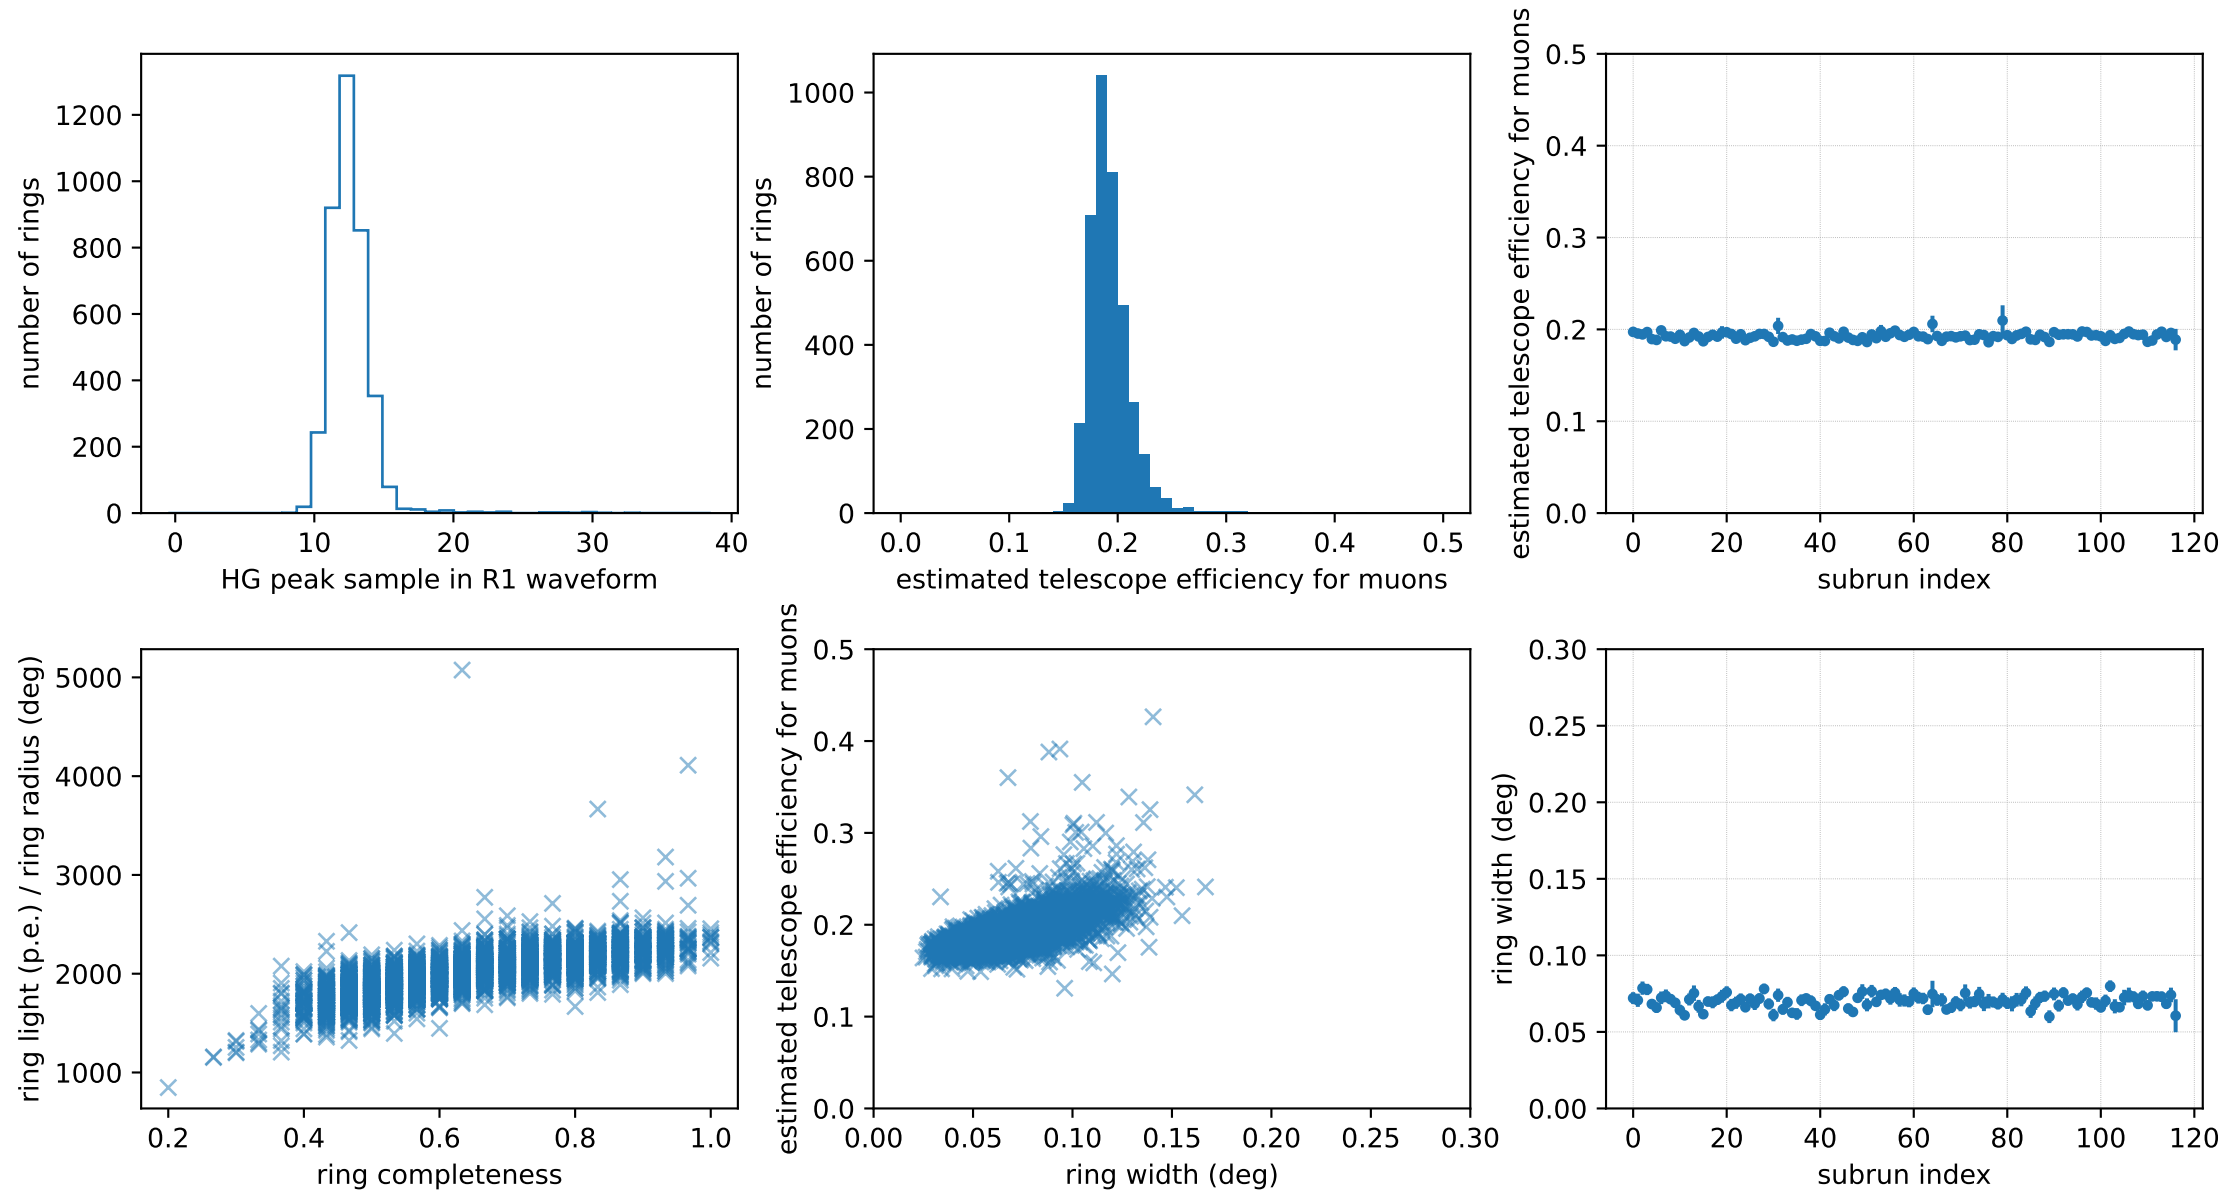 number of rings
1200
1000
800
600
400
200
0
0 10 20 30 40
HG peak sample in R1 waveform
number of rings
1000
800
600
400
200
0
0.0 0.1 0.2 0.3 0.4 0.5
estimated telescope efficiency for muons
estimated telescope efficiency for muons
0.5
0.4
0.3
0.2
0.1
0.0
0 20 40 60 80 100 120
subrun index
ring light (p.e.) / ring radius (deg)
5000
4000
3000
2000
1000
0.2 0.4 0.6 0.8 1.0
ring completeness
estimated telescope efficiency for muons
0.5
0.4
0.3
0.2
0.1
0.0
0.00 0.05 0.10 0.15 0.20 0.25 0.30
ring width (deg)
ring width (deg)
0.30
0.25
0.20
0.15
0.10
0.05
0.00
0 20 40 60 80 100 120
subrun index